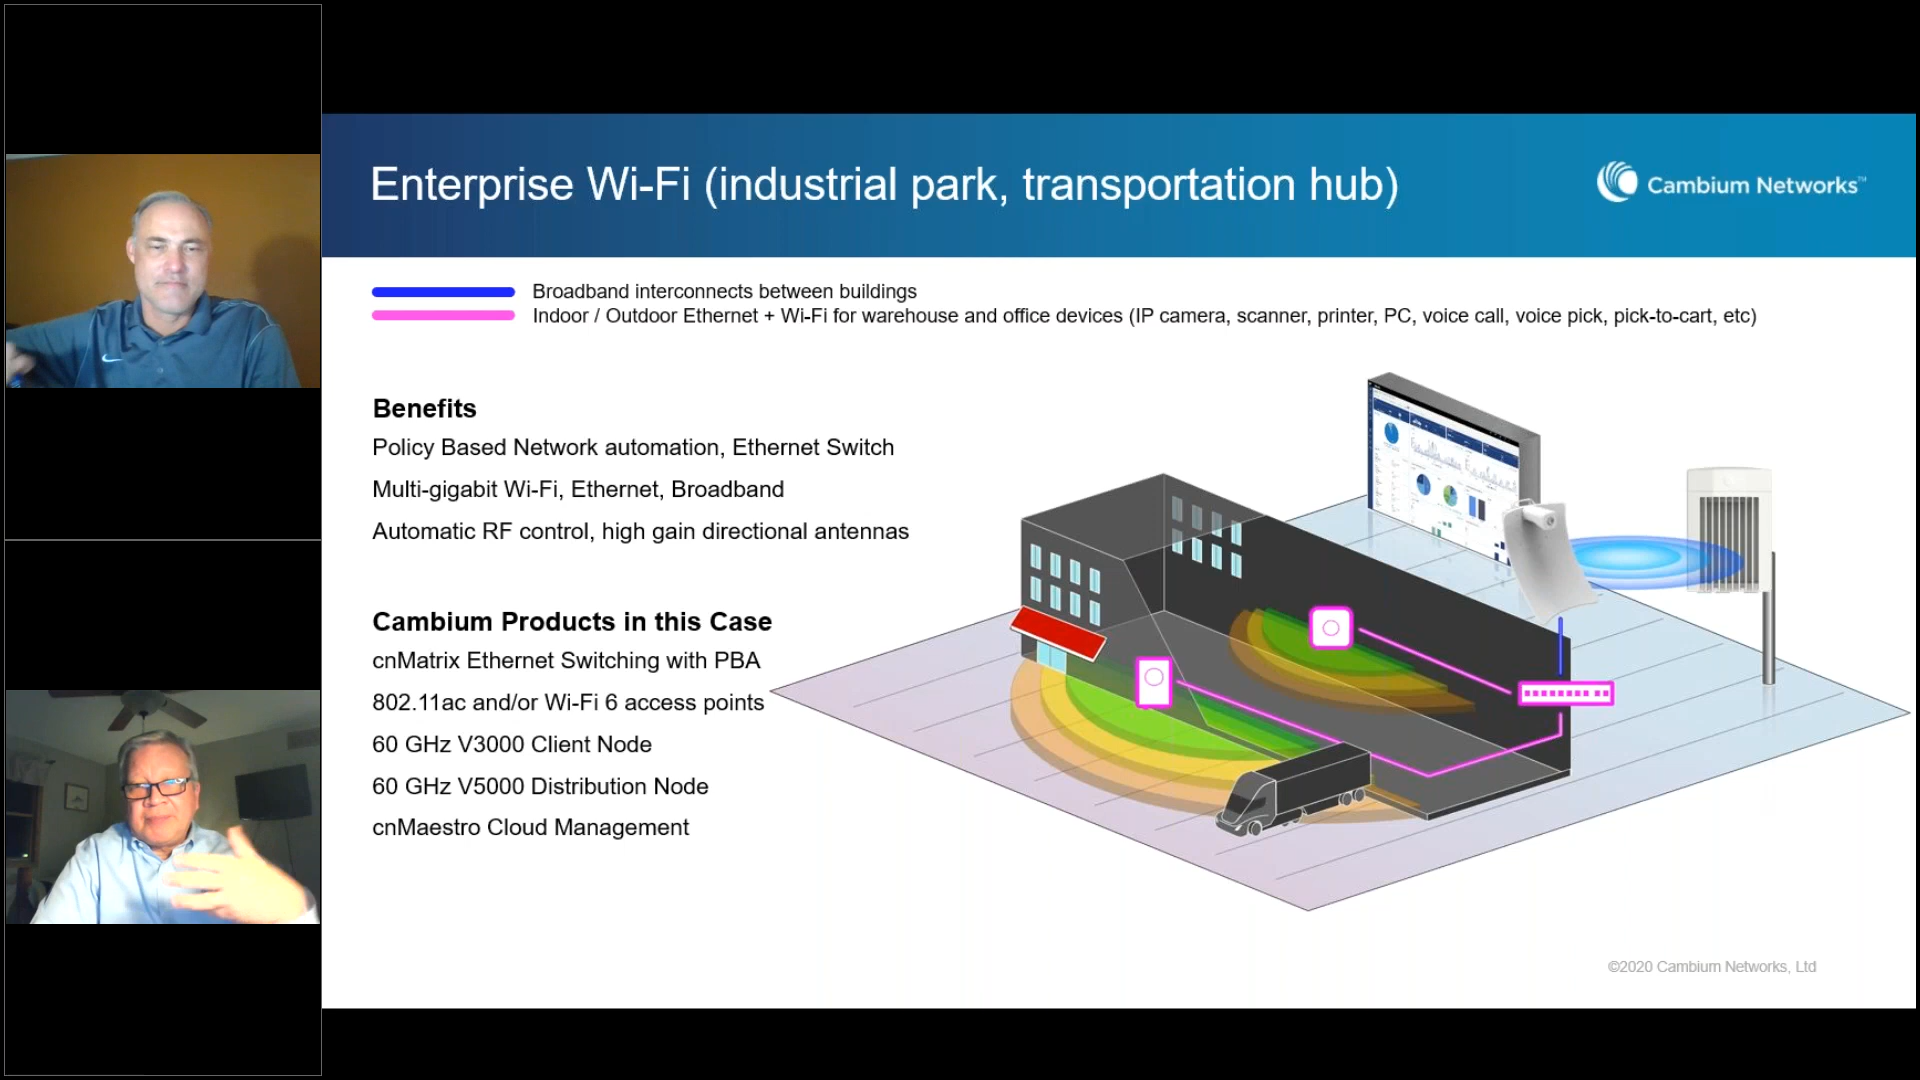 Enterprise Wi-Fi (industrial park, transportation hub)
Cambium Networks™
Broadband interconnects between buildings
Indoor / Outdoor Ethernet + Wi-Fi for warehouse and office devices (IP camera, scanner, printer, PC, voice call, voice pick, pick-to-cart, etc)
Benefits
Policy Based Network automation, Ethernet Switch
Multi-gigabit Wi-Fi, Ethernet, Broadband
Automatic RF control, high gain directional antennas
Cambium Products in this Case
cnMatrix Ethernet Switching with PBA
802.11ac and/or Wi-Fi 6 access points
60 GHz V3000 Client Node
60 GHz V5000 Distribution Node
cnMaestro Cloud Management
©2020 Cambium Networks, Ltd